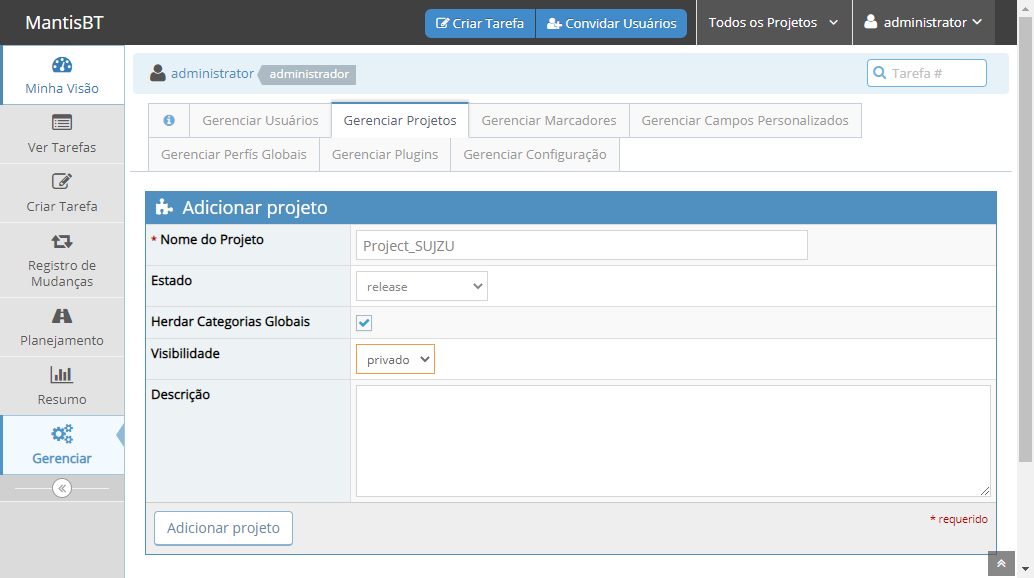 MantisBT
Criar Tarefa
Convidar Usuários
Todos os Projetos
administrator
Minha Visão
Ver Tarefas
Criar Tarefa
Registro de
Mudanças
Planejamento
Resumo
Gerenciar
administrator administrador
Tarefa #
Gerenciar Usuários Gerenciar Projetos Gerenciar Marcadores Gerenciar Campos Personalizados
Gerenciar Perfís Globais Gerenciar Plugins Gerenciar Configuração
Adicionar projeto
* Nome do Projeto Project_SUJZU
Estado release
Herdar Categorias Globais
Visibilidade privado
Descrição
Adicionar projeto
* requerido